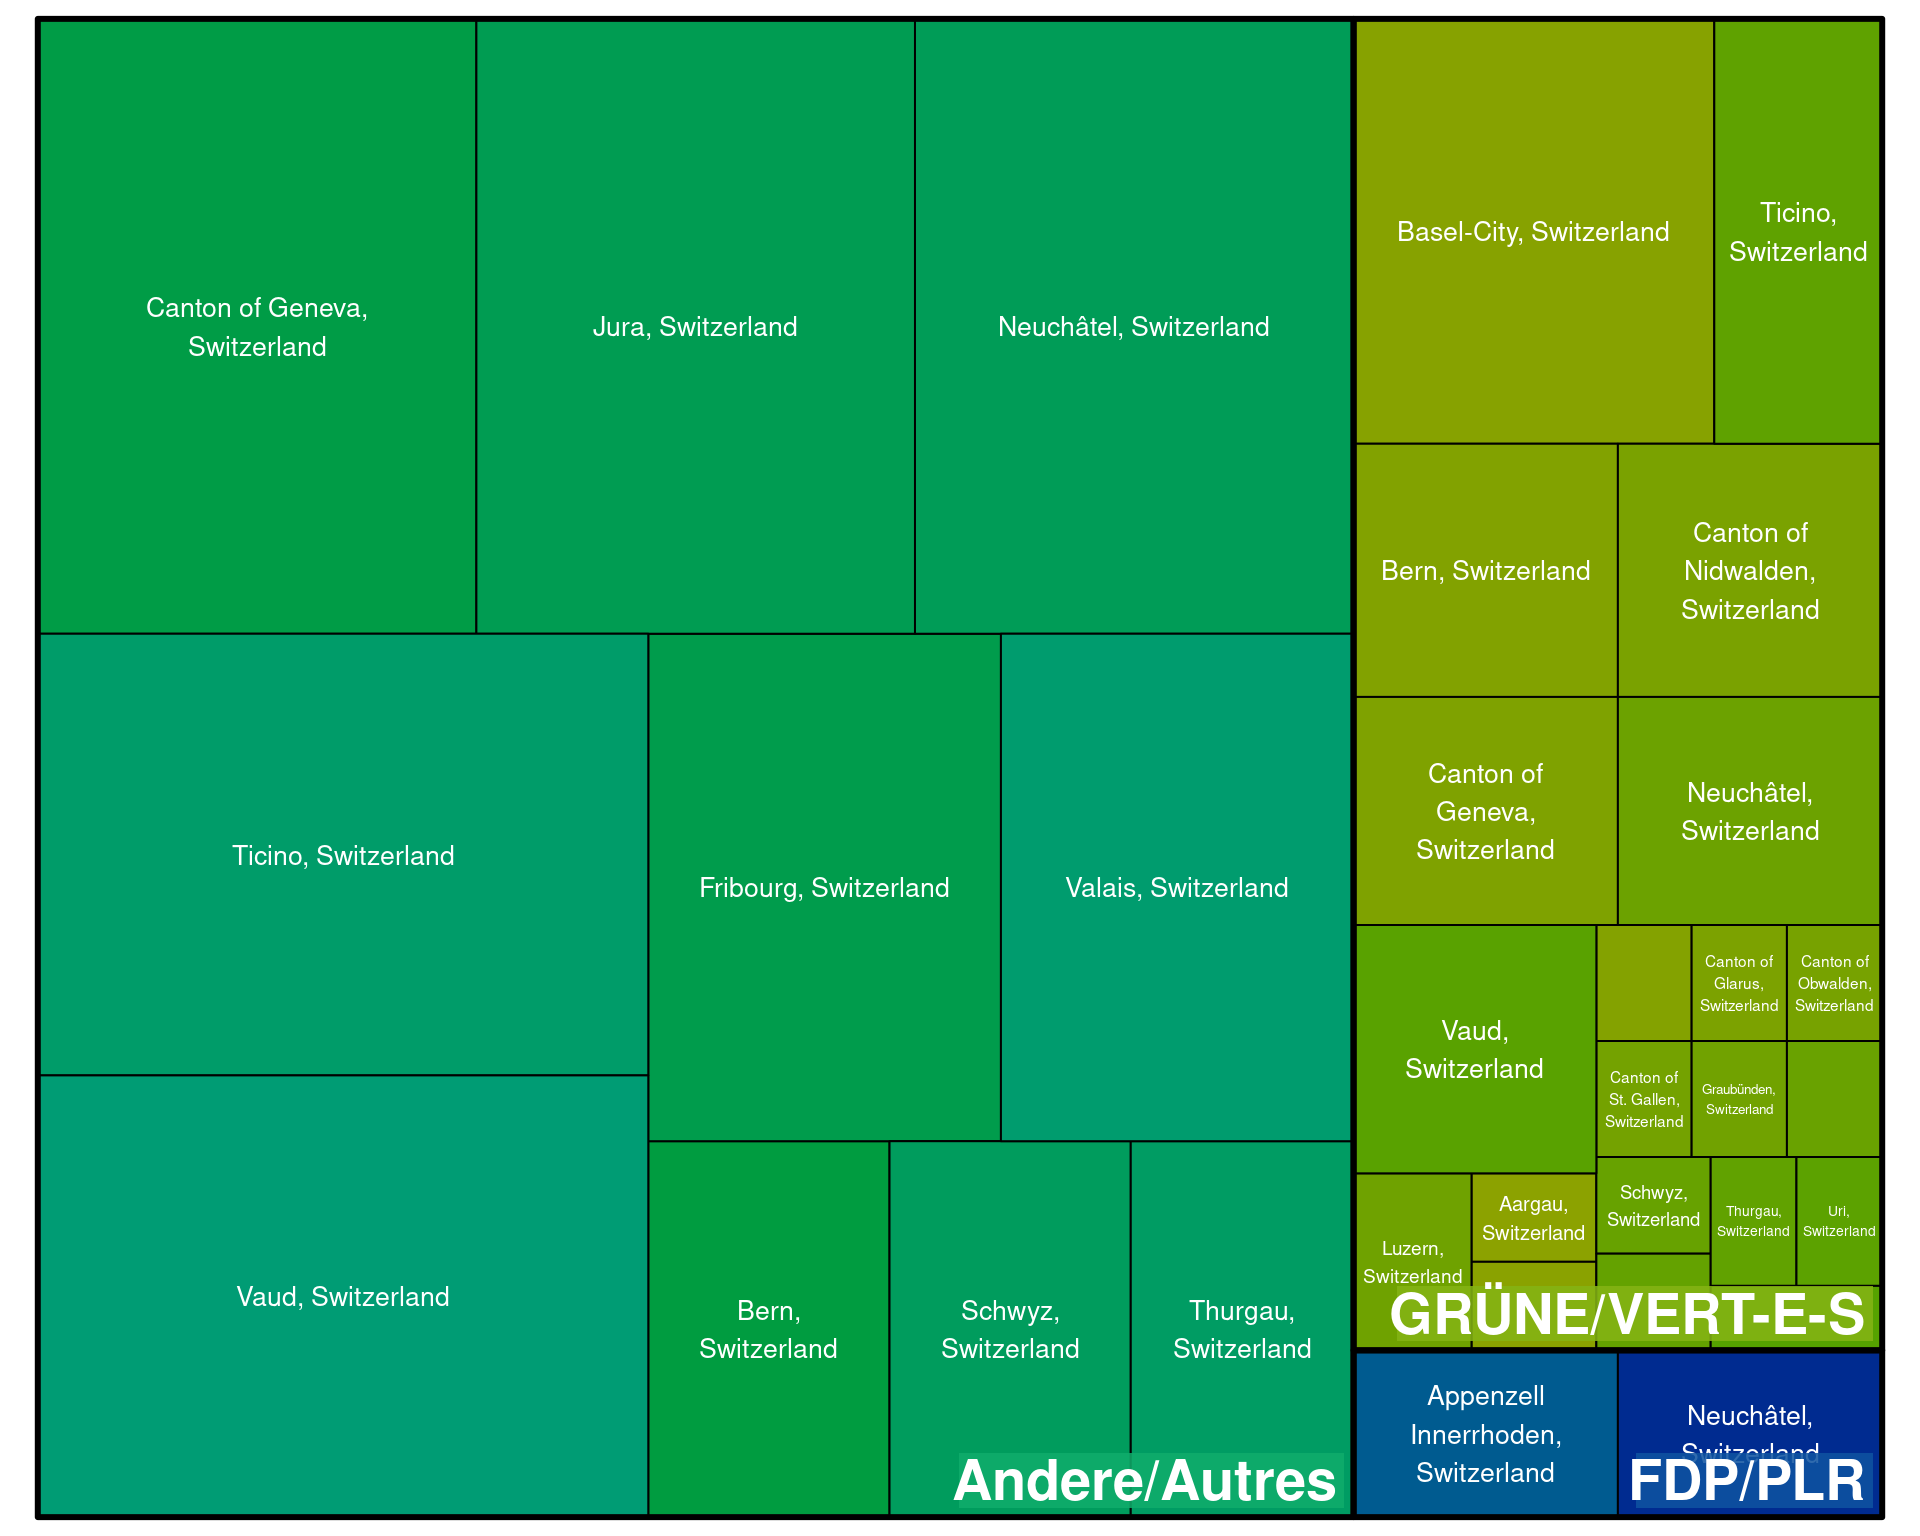 Canton of Geneva,
Switzerland
Jura, Switzerland
Neuchâtel, Switzerland
Ticino, Switzerland
Vaud, Switzerland
Fribourg, Switzerland
Valais, Switzerland
Bern,
Switzerland
Schwyz,
Switzerland
Thurgau,
Switzerland
Andere/Autres
Basel-City, Switzerland
Ticino,
Switzerland
Bern, Switzerland
Canton of
Nidwalden,
Switzerland
Canton of
Geneva,
Switzerland
Neuchâtel,
Switzerland
Vaud,
Switzerland
Canton of
Glarus,
Switzerland
Canton of
Obwalden,
Switzerland
Canton of
St. Gallen,
Switzerland
Graubünden,
Switzerland
Luzern,
Switzerland
Aargau,
Switzerland
Schwyz,
Switzerland
Thurgau,
Switzerland
Uri,
Switzerland
GRÜNE/VERT-E-S
Appenzell
Innerrhoden,
Switzerland
Neuchâtel,
Switzerland
FDP/PLR